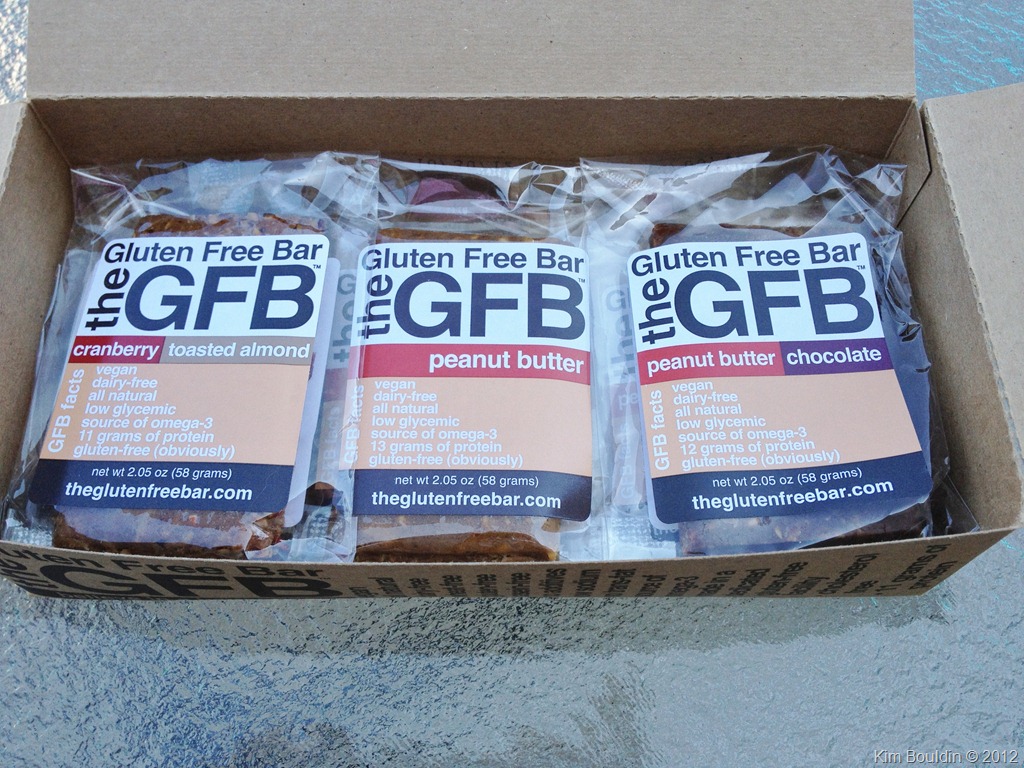 Gluten Free Bar
the GFB™
cranberry toasted almond
GFB facts
vegan
dairy-free
all natural
low glycemic
source of omega-3
11 grams of protein
gluten-free (obviously)
net wt 2.05 oz (58 grams)
theglutenfreebar.com
Gluten Free Bar
the GFB™
peanut butter
GFB facts
vegan
dairy-free
all natural
low glycemic
source of omega-3
13 grams of protein
gluten-free (obviously)
net wt 2.05 oz (58 grams)
theglutenfreebar.com
Gluten Free Bar
the GFB™
peanut butter chocolate
GFB facts
vegan
dairy-free
all natural
low glycemic
source of omega-3
12 grams of protein
gluten-free (obviously)
net wt 2.05 oz (58 grams)
theglutenfreebar.com
Gluten Free Bar
GFB
Kim Bouldin © 2012